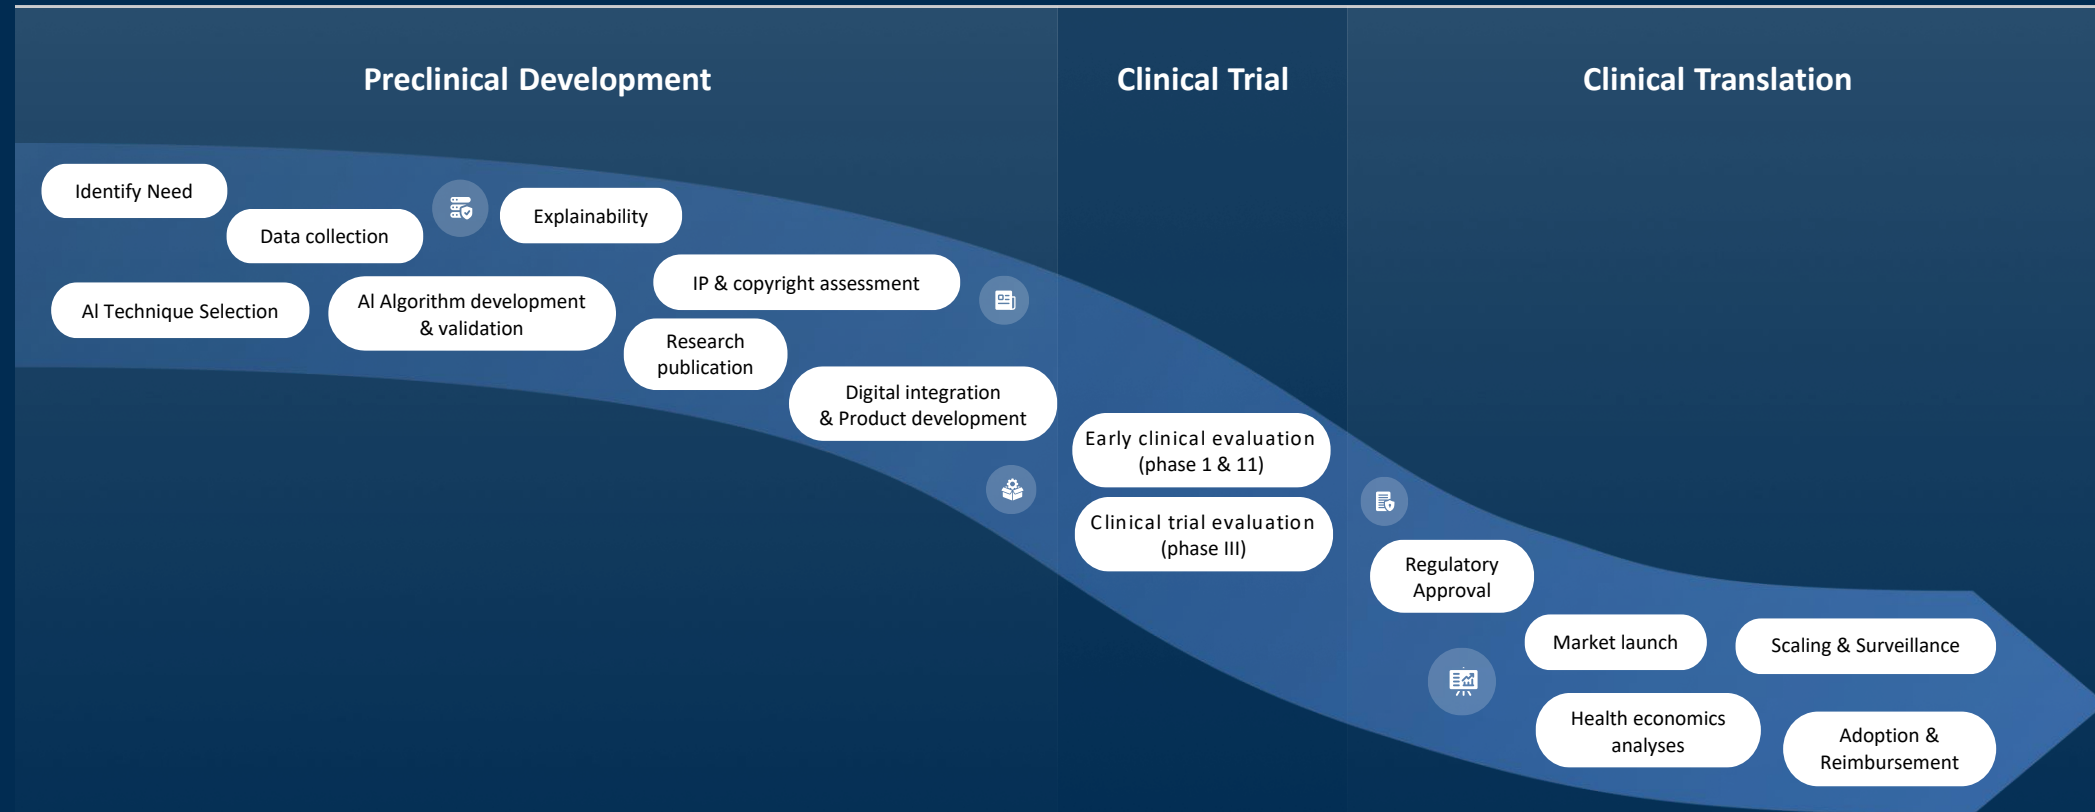 Preclinical Development
Clinical Trial
Clinical Translation
Identify Need
Data collection
Explainability
AI Technique Selection
AI Algorithm development
& validation
IP & copyright assessment
Research
publication
Digital integration
& Product development
Early clinical evaluation
(phase 1 & 11)
Clinical trial evaluation
(phase III)
Regulatory
Approval
Market launch
Scaling & Surveillance
Health economics
analyses
Adoption &
Reimbursement